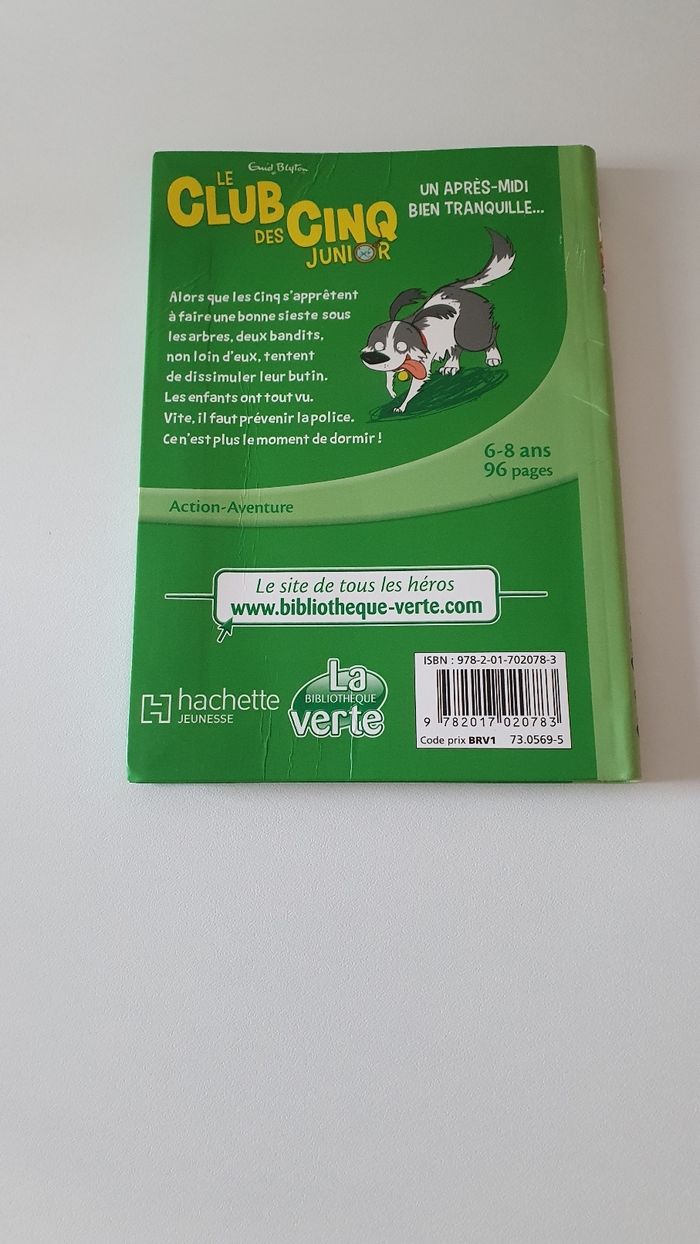 Enid Blyton
LE
CLUB
DES CINQ
JUNIOR
UN APRÈS-MIDI
BIEN TRANQUILLE...
Alors que les Cinq s'apprêtent
à faire une bonne sieste sous
les arbres, deux bandits,
non loin d'eux, tentent
de dissimuler leur butin.
Les enfants ont tout vu.
Vite, il faut prévenir la police.
Ce n'est plus le moment de dormir !
6-8 ans
96 pages
Action-Aventure
Le site de tous les héros
www.bibliotheque-verte.com
hachette
JEUNESSE
La
BIBLIOTHÈQUE
verte
ISBN : 978-2-01-702078-3
9 782017 020783
Code prix BRV1 73.0569-5